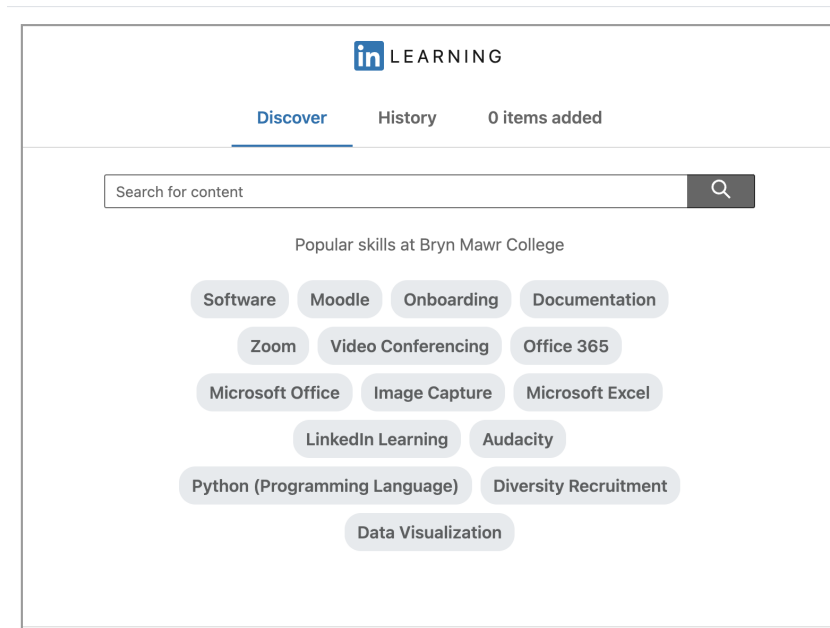 in LEARNING
Discover History 0 items added
Search for content
Popular skills at Bryn Mawr College
Software Moodle Onboarding Documentation
Zoom Video Conferencing Office 365
Microsoft Office Image Capture Microsoft Excel
LinkedIn Learning Audacity
Python (Programming Language) Diversity Recruitment
Data Visualization